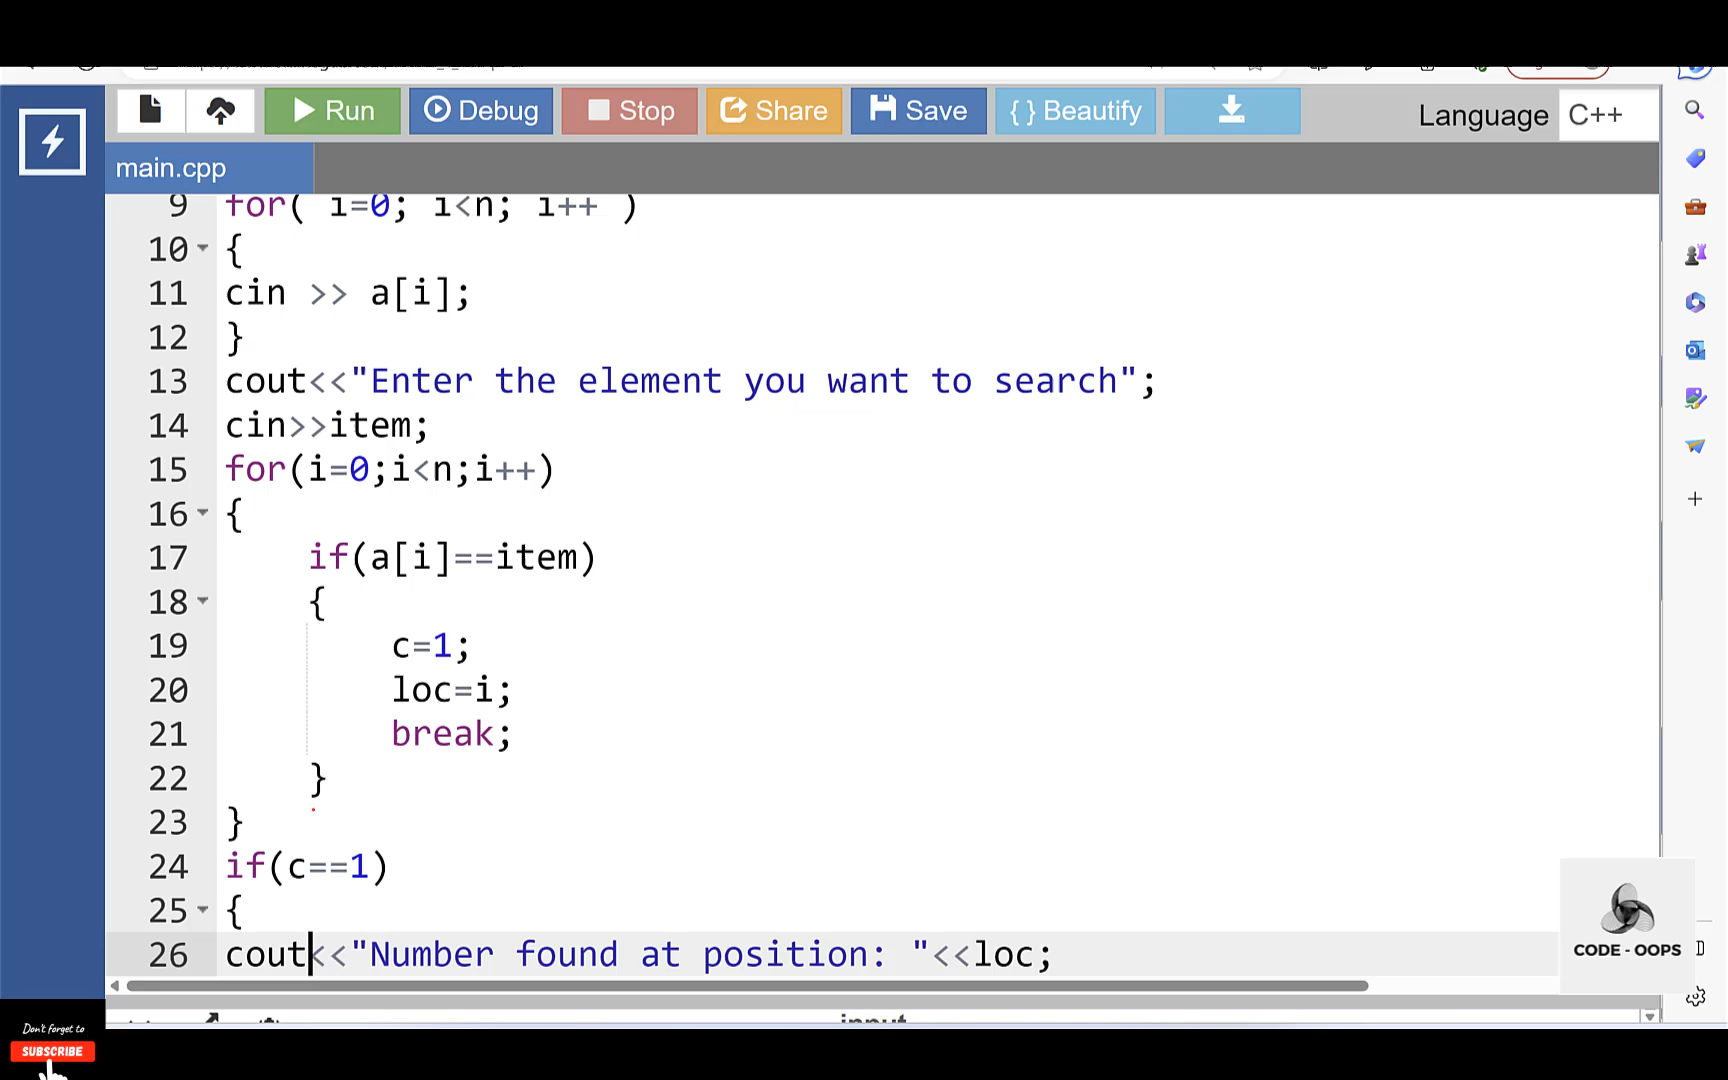 Run Debug Stop Share Save { } Beautify Language C++
main.cpp
9 for( i=0; i<n; i++ )
10 {
11 cin >> a[i];
12 }
13 cout<<"Enter the element you want to search";
14 cin>>item;
15 for(i=0;i<n;i++)
16 {
17 if(a[i]==item)
18 {
19 c=1;
20 loc=i;
21 break;
22 }
23 }
24 if(c==1)
25 {
26 cout<<"Number found at position: "<<loc;
CODE - OOPS
input
Don't forget to
SUBSCRIBE